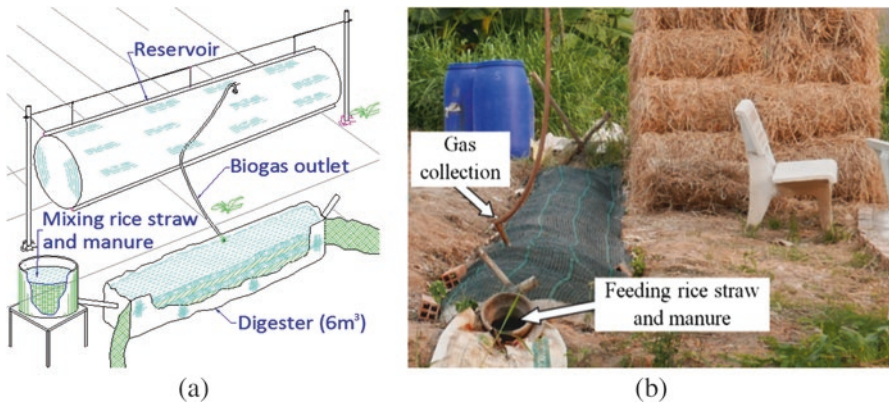 Reservoir
Biogas outlet
Mixing rice straw
and manure
Digester (6m³)
(a)
Gas
collection
Feeding rice straw
and manure
(b)